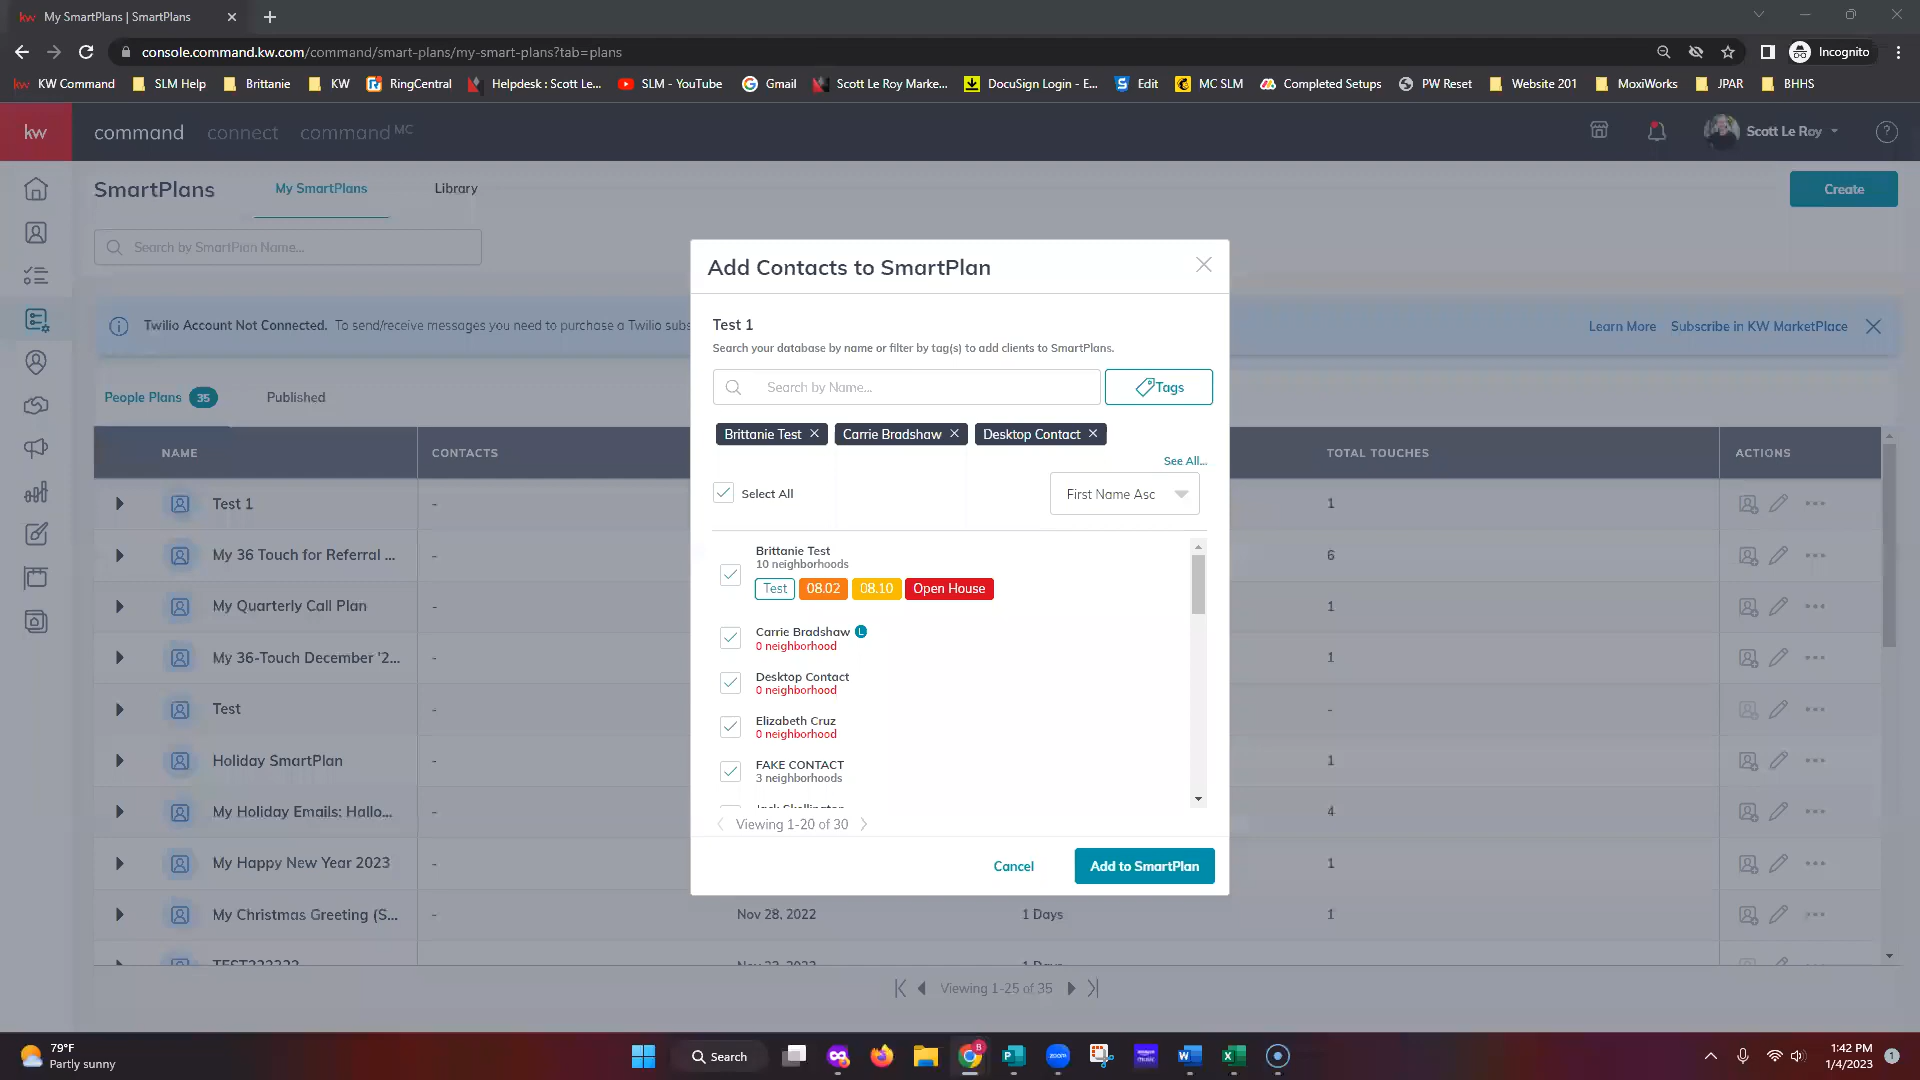 kw My SmartPlans | SmartPlans
console.command.kw.com/command/smart-plans/my-smart-plans?tab=plans
Incognito
kw KW Command SLM Help Brittanie KW RingCentral Helpdesk : Scott Le... SLM - YouTube Gmail Scott Le Roy Marke... DocuSign Login - E... Edit MC SLM Completed Setups PW Reset Website 201 MoxiWorks JPAR BHHS
kw command connect command MC Scott Le Roy
SmartPlans My SmartPlans Library Create
Search by SmartPlan Name...
Add Contacts to SmartPlan
Twilio Account Not Connected. To send/receive messages you need to purchase a Twilio subs
Learn More Subscribe in KW MarketPlace
Test 1
Search your database by name or filter by tag(s) to add clients to SmartPlans.
Search by Name... Tags
People Plans 35 Published
Brittanie Test Carrie Bradshaw Desktop Contact
See All...
NAME CONTACTS TOTAL TOUCHES ACTIONS
Select All First Name Asc
Test 1 - 1
My 36 Touch for Referral ... - 6
My Quarterly Call Plan - 1
My 36-Touch December '2... - 1
Test - -
Holiday SmartPlan - 1
My Holiday Emails: Hallo... - 4
My Happy New Year 2023 - 1
My Christmas Greeting (S... - Nov 28, 2022 1 Days 1
Brittanie Test
10 neighborhoods
Test 08.02 08.10 Open House
Carrie Bradshaw L
0 neighborhood
Desktop Contact
0 neighborhood
Elizabeth Cruz
0 neighborhood
FAKE CONTACT
3 neighborhoods
Viewing 1-20 of 30
Cancel Add to SmartPlan
Viewing 1-25 of 35
79°F
Partly sunny
Search
1:42 PM
1/4/2023
1